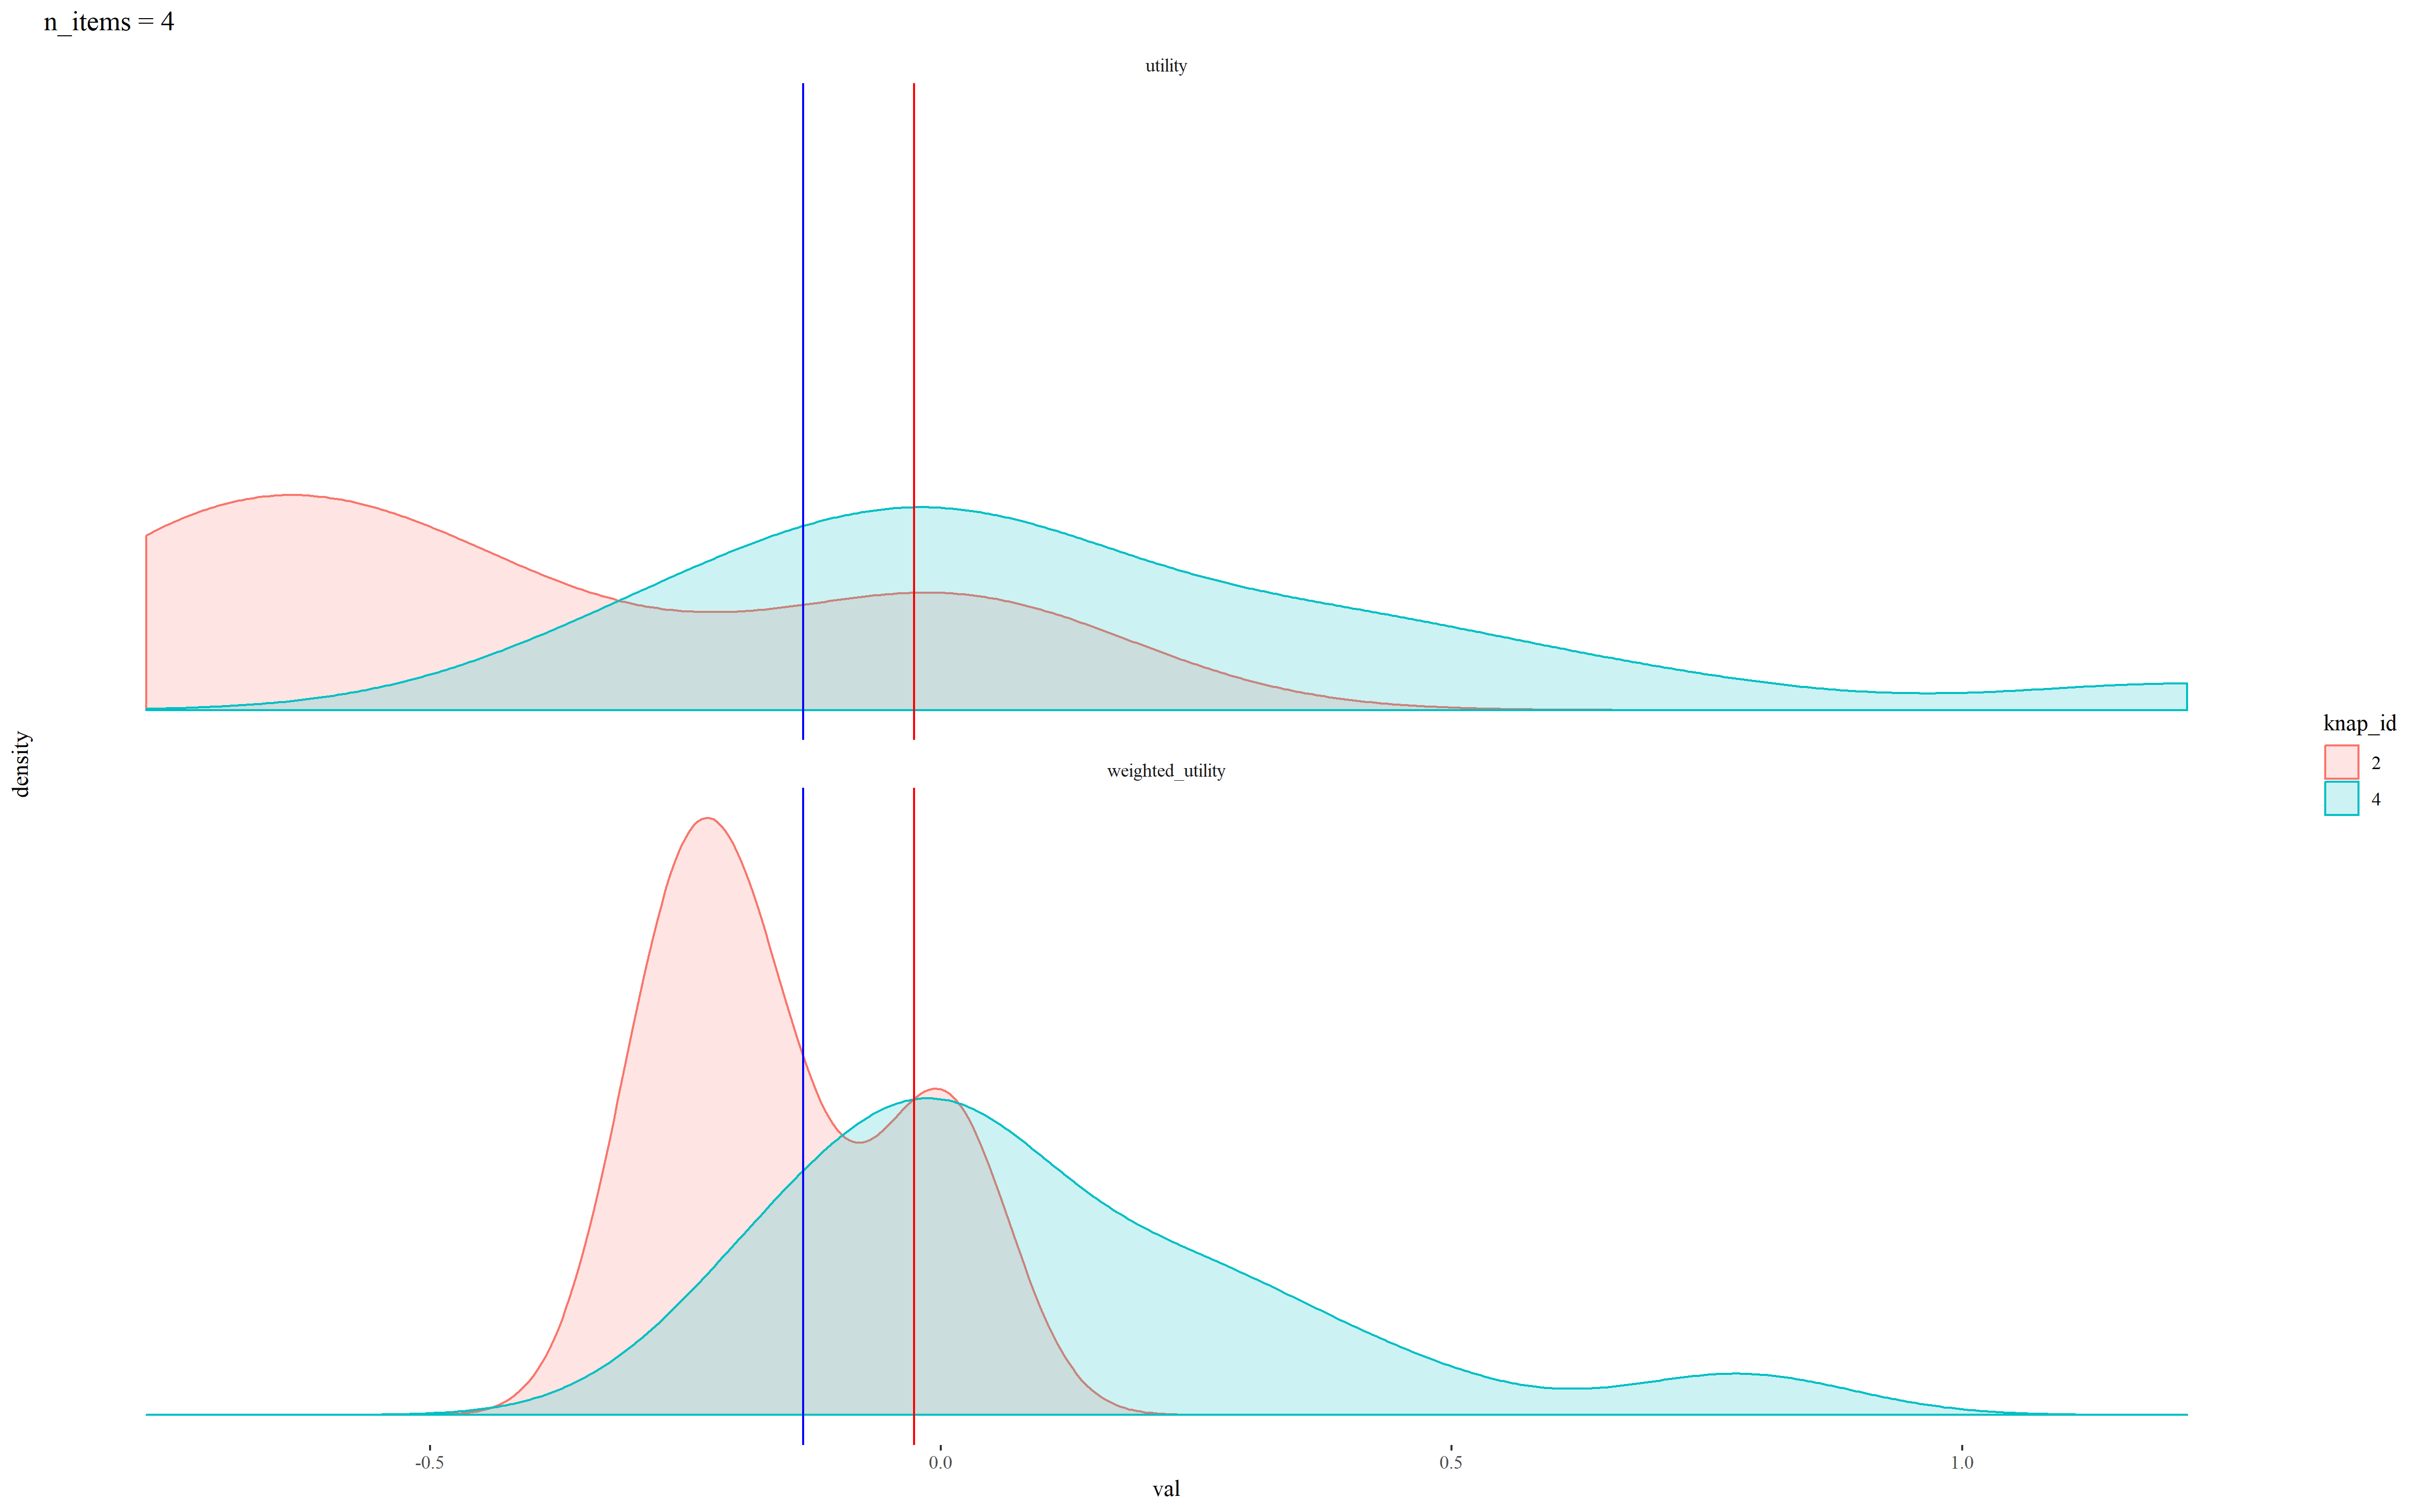 n_items = 4
utility
density
weighted_utility
knap_id
2
4
-0.5
0.0
0.5
1.0
val